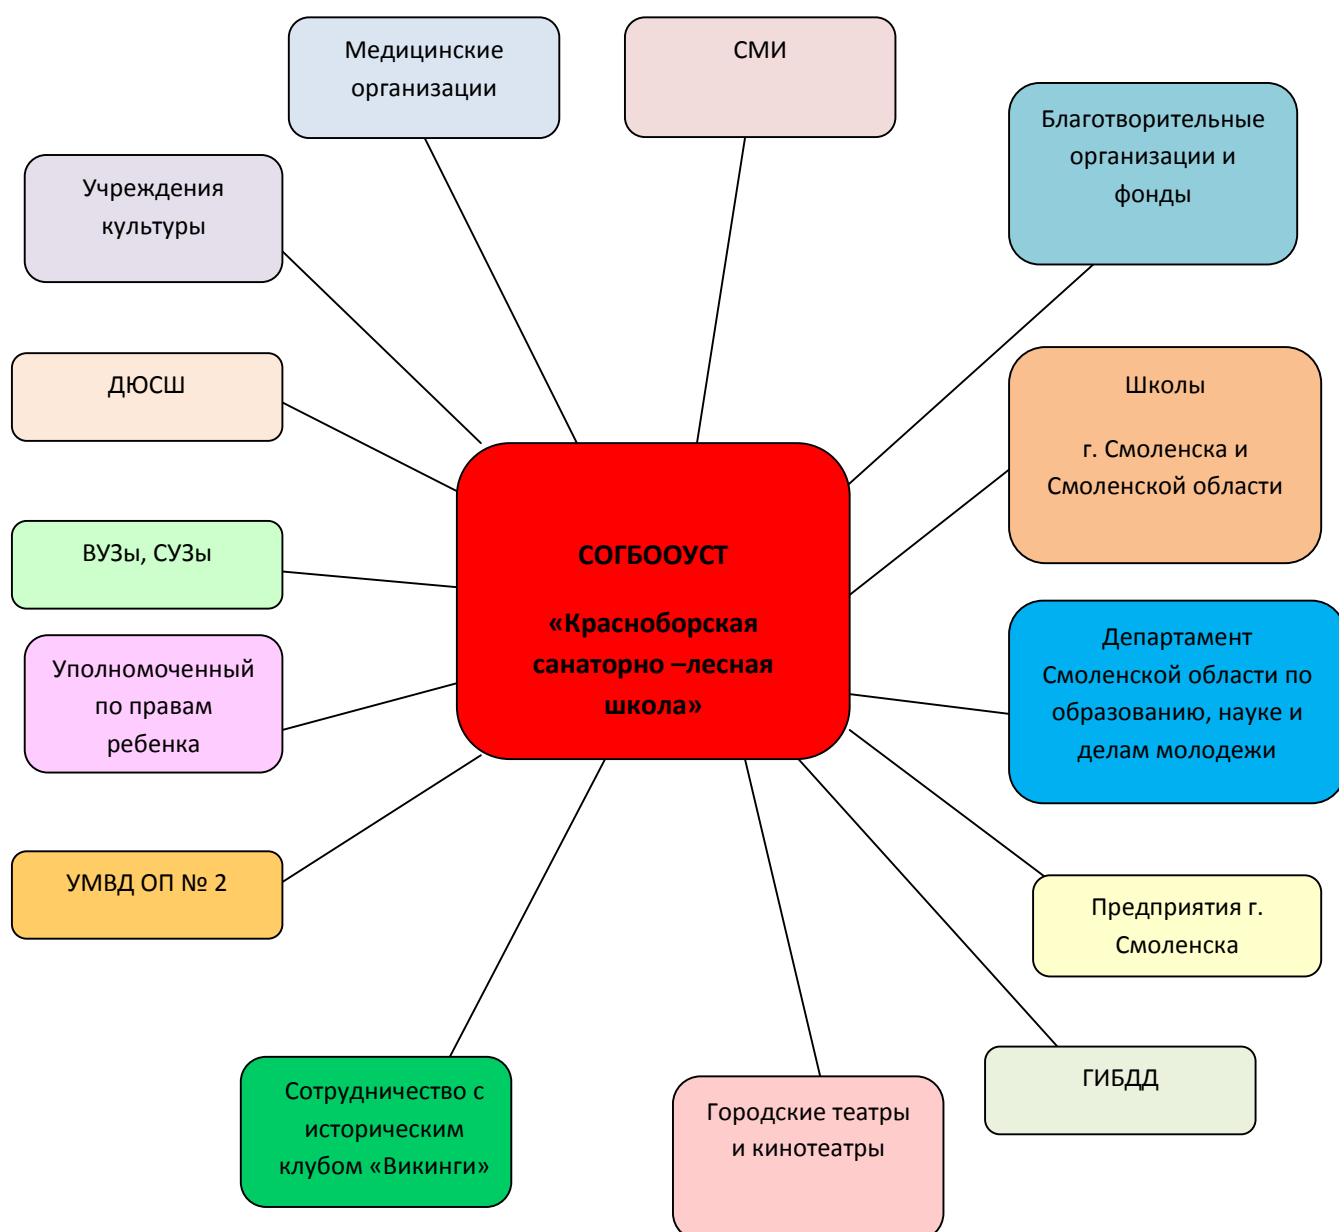 Медицинские
организации
СМИ
Благотворительные
организации и
фонды
Учреждения
культуры
ДЮСШ
Школы
г. Смоленска и
Смоленской области
ВУЗы, СУЗы
СОГБООУСТ
«Красноборская
санаторно –лесная
школа»
Уполномоченный
по правам
ребенка
Департамент
Смоленской области по
образованию, науке и
делам молодежи
УМВД ОП № 2
Предприятия г.
Смоленска
Сотрудничество с
историческим
клубом «Викинги»
Городские театры
и кинотеатры
ГИБДД